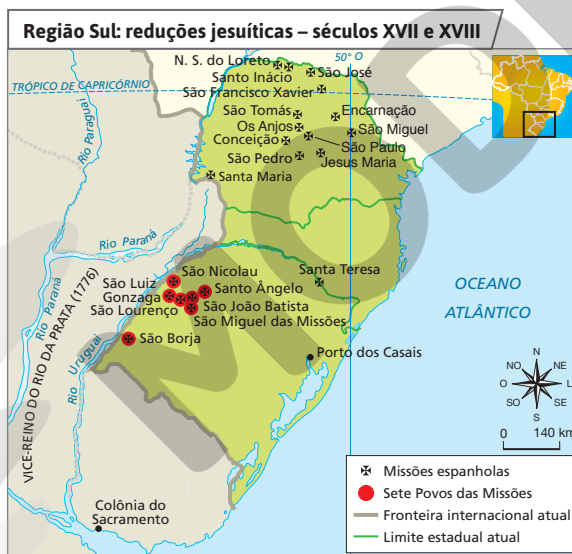 Região Sul: reduções jesuíticas – séculos XVII e XVIII
50° O
N. S. do Loreto
São José
Santo Inácio
TRÓPICO DE CAPRICÓRNIO
São Francisco Xavier
São Tomás
Encarnação
Os Anjos
São Miguel
Conceição
São Paulo
São Pedro
Jesus Maria
Santa Maria
Rio Paraguai
Rio Paraná
Rio Paraná
São Nicolau
Santa Teresa
São Luiz
Gonzaga
Santo Ângelo
São Lourenço
São João Batista
São Miguel das Missões
São Borja
Rio Uruguai
Porto dos Casais
VICE-REINO DO RIO DA PRATA (1776)
OCEANO
ATLÂNTICO
Colônia do
Sacramento
N
NO
NE
O
L
SO
SE
S
0 140 km
Missões espanholas
Sete Povos das Missões
Fronteira internacional atual
Limite estadual atual